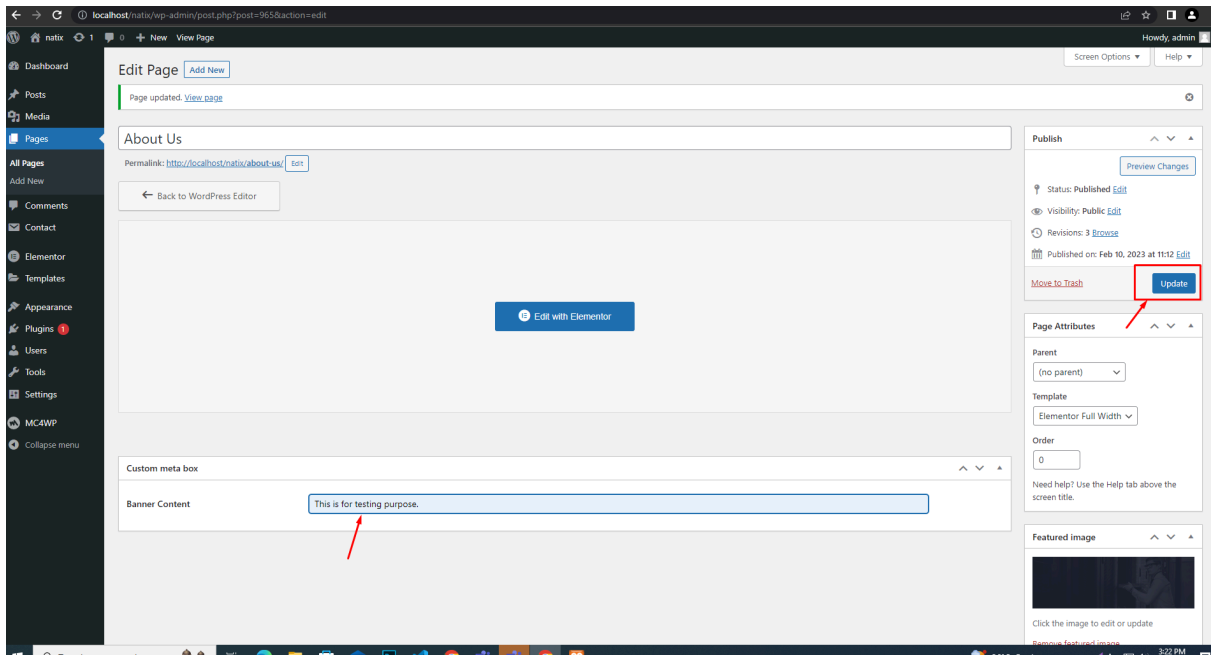 localhost/natix/wp-admin/post.php?post=965&action=edit
natix 1 0 New View Page Howdy, admin
Dashboard
Posts
Media
Pages
All Pages
Add New
Comments
Contact
Elementor
Templates
Appearance
Plugins 1
Users
Tools
Settings
MC4WP
Collapse menu
Screen Options Help
Edit Page Add New
Page updated. View page
About Us
Permalink: http://localhost/natix/about-us/ Edit
← Back to WordPress Editor
Edit with Elementor
Custom meta box
Banner Content This is for testing purpose.
Publish
Preview Changes
Status: Published Edit
Visibility: Public Edit
Revisions: 3 Browse
Published on: Feb 10, 2023 at 11:12 Edit
Move to Trash Update
Page Attributes
Parent
(no parent)
Template
Elementor Full Width
Order
0
Need help? Use the Help tab above the
screen title.
Featured image
Click the image to edit or update
Remove featured image
3:22 PM